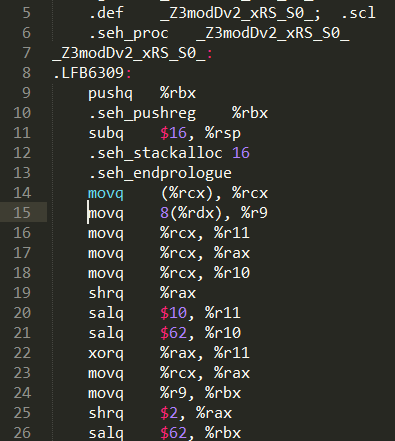 5 .def _Z3modDv2_xRS_S0_; .scl
6 .seh_proc _Z3modDv2_xRS_S0_
7 _Z3modDv2_xRS_S0_:
8 .LFB6309:
9 pushq %rbx
10 .seh_pushreg %rbx
11 subq $16, %rsp
12 .seh_stackalloc 16
13 .seh_endprologue
14 movq (%rcx), %rcx
15 movq 8(%rdx), %r9
16 movq %rcx, %r11
17 movq %rcx, %rax
18 movq %rcx, %r10
19 shrq %rax
20 salq $10, %r11
21 salq $62, %r10
22 xorq %rax, %r11
23 movq %rcx, %rax
24 movq %r9, %rbx
25 shrq $2, %rax
26 salq $62, %rbx